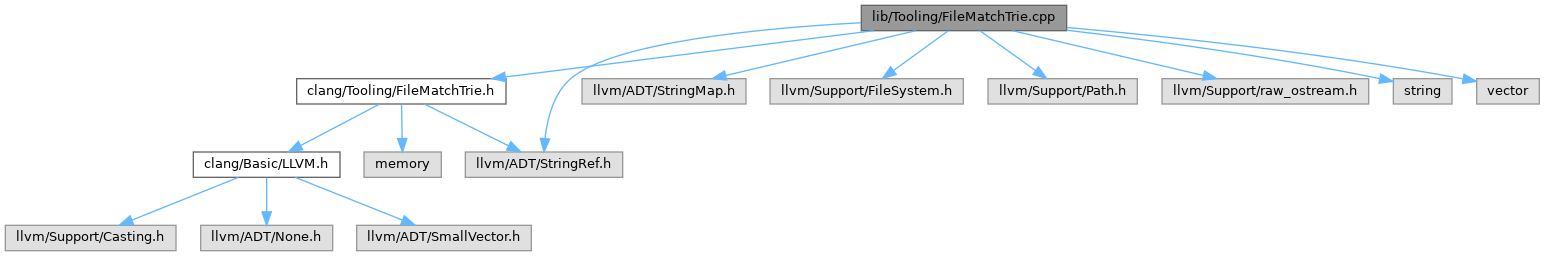 lib/Tooling/FileMatchTrie.cpp
clang/Tooling/FileMatchTrie.h
llvm/ADT/StringMap.h
llvm/Support/FileSystem.h
llvm/Support/Path.h
llvm/Support/raw_ostream.h
string
vector
clang/Basic/LLVM.h
memory
llvm/ADT/StringRef.h
llvm/Support/Casting.h
llvm/ADT/None.h
llvm/ADT/SmallVector.h